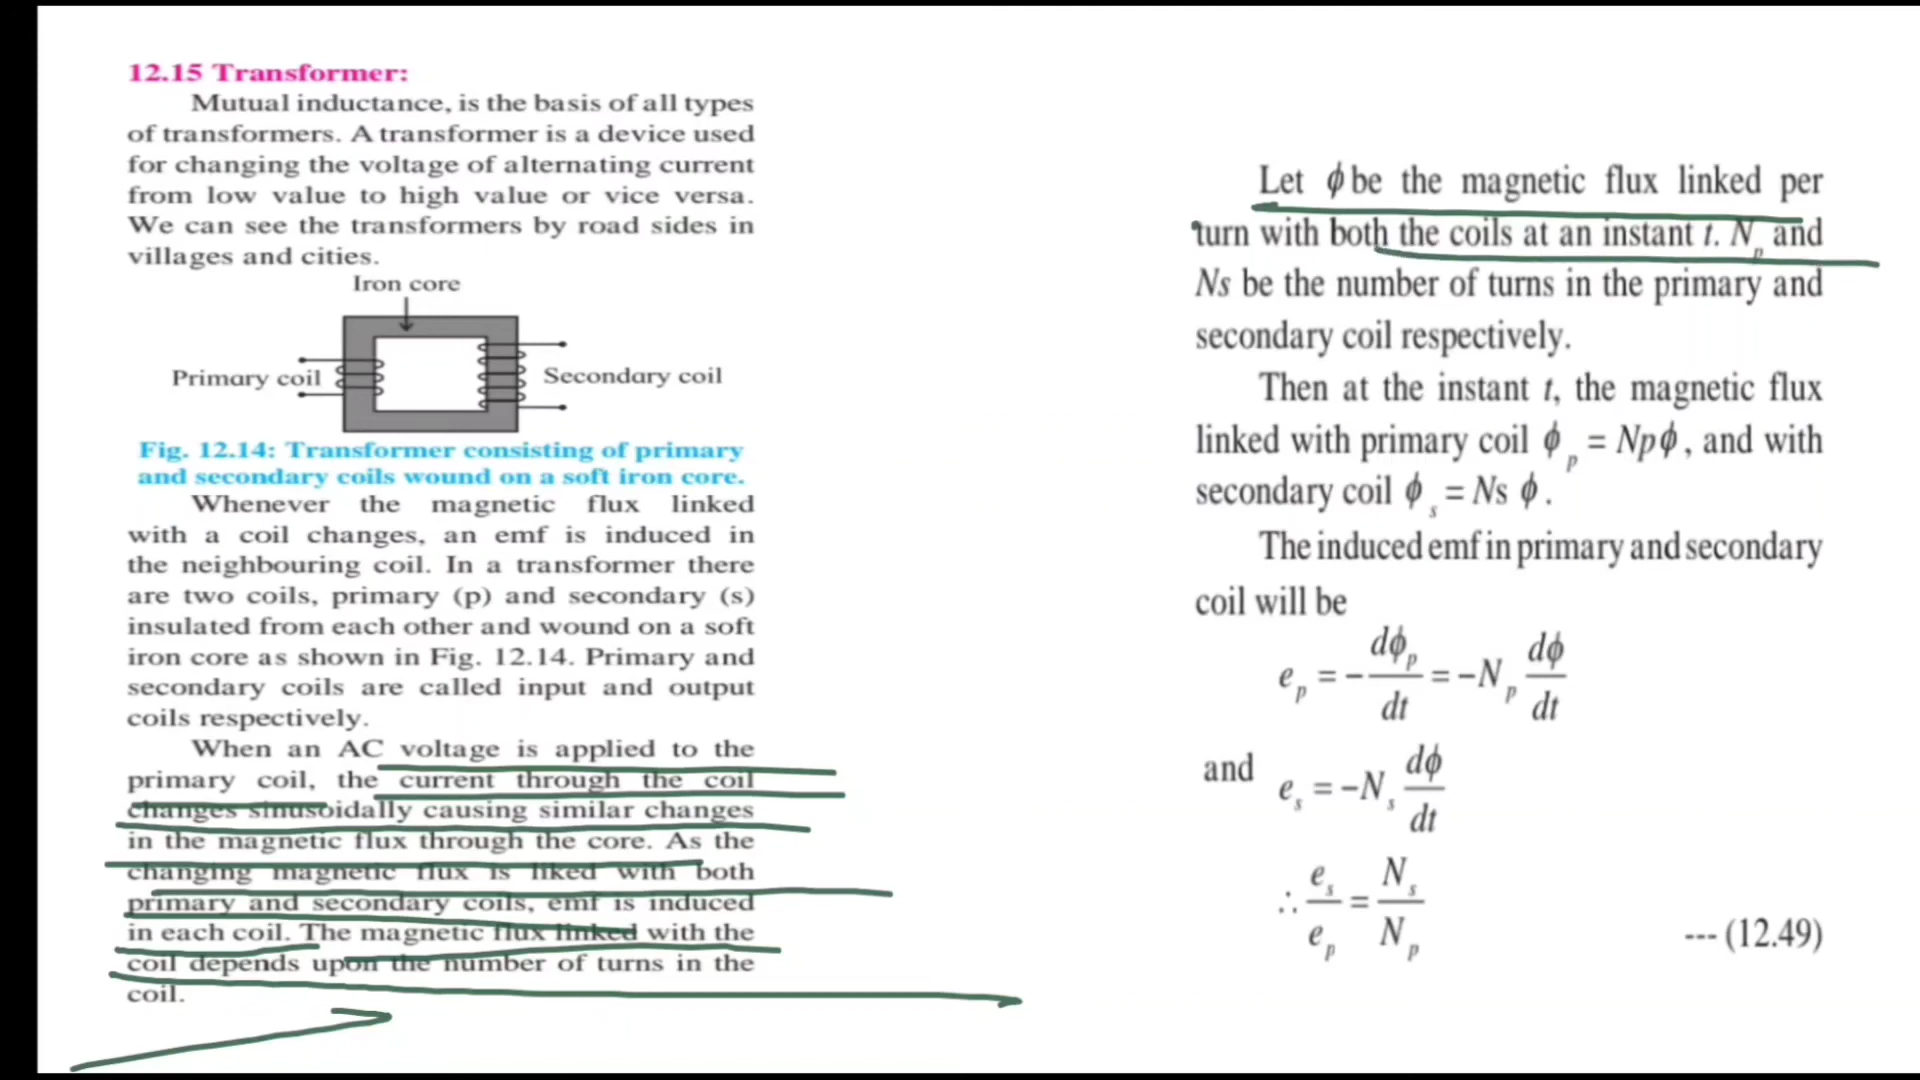 12.15 Transformer:
Mutual inductance, is the basis of all types
of transformers. A transformer is a device used
for changing the voltage of alternating current
from low value to high value or vice versa.
We can see the transformers by road sides in
villages and cities.
Iron core
Primary coil
Secondary coil
Fig. 12.14: Transformer consisting of primary
and secondary coils wound on a soft iron core.
Whenever the magnetic flux linked
with a coil changes, an emf is induced in
the neighbouring coil. In a transformer there
are two coils, primary (p) and secondary (s)
insulated from each other and wound on a soft
iron core as shown in Fig. 12.14. Primary and
secondary coils are called input and output
coils respectively.
When an AC voltage is applied to the
primary coil, the current through the coil
changes sinusoidally causing similar changes
in the magnetic flux through the core. As the
changing magnetic flux is liked with both
primary and secondary coils, emf is induced
in each coil. The magnetic flux linked with the
coil depends upon the number of turns in the
coil.
Let ϕ be the magnetic flux linked per
turn with both the coils at an instant t. N_p and
Ns be the number of turns in the primary and
secondary coil respectively.
Then at the instant t, the magnetic flux
linked with primary coil ϕ_p = Npϕ, and with
secondary coil ϕ_s = Ns ϕ.
The induced emf in primary and secondary
coil will be
e_p = -dϕ_p/dt = -N_p dϕ/dt
and e_s = -N_s dϕ/dt
∴ e_s/e_p = N_s/N_p --- (12.49)